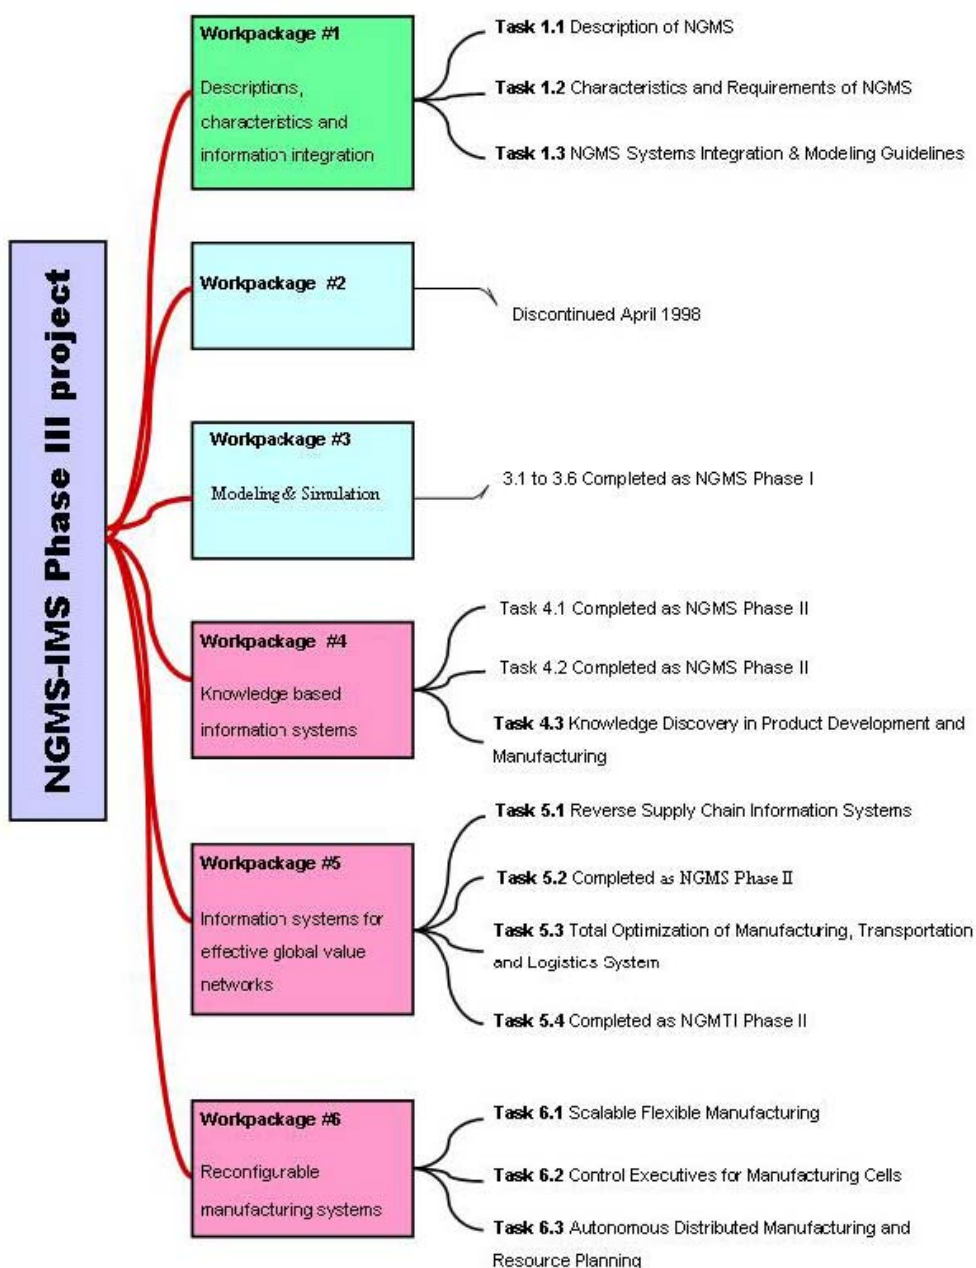 NGMS-IMS Phase III project
Workpackage #1
Descriptions,
characteristics and
information integration
Task 1.1 Description of NGMS
Task 1.2 Characteristics and Requirements of NGMS
Task 1.3 NGMS Systems Integration & Modeling Guidelines
Workpackage #2
Discontinued April 1998
Workpackage #3
Modeling & Simulation
3.1 to 3.6 Completed as NGMS Phase I
Workpackage #4
Knowledge based
information systems
Task 4.1 Completed as NGMS Phase II
Task 4.2 Completed as NGMS Phase II
Task 4.3 Knowledge Discovery in Product Development and
Manufacturing
Workpackage #5
Information systems for
effective global value
networks
Task 5.1 Reverse Supply Chain Information Systems
Task 5.2 Completed as NGMS Phase II
Task 5.3 Total Optimization of Manufacturing, Transportation
and Logistics System
Task 5.4 Completed as NGMTI Phase II
Workpackage #6
Reconfigurable
manufacturing systems
Task 6.1 Scalable Flexible Manufacturing
Task 6.2 Control Executives for Manufacturing Cells
Task 6.3 Autonomous Distributed Manufacturing and
Resource Planning